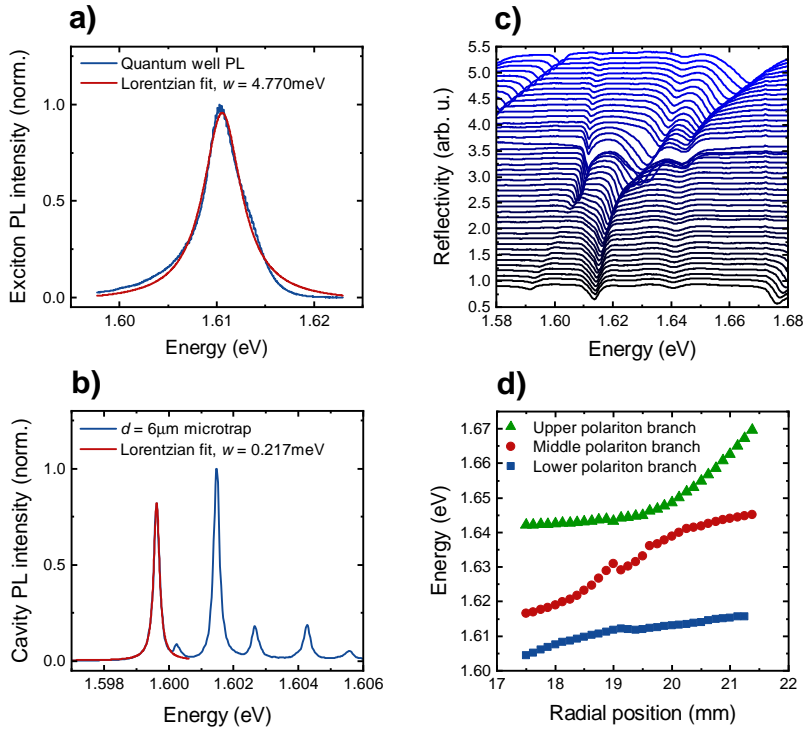 a)
Quantum well PL
Lorentzian fit, w = 4.770meV
Exciton PL intensity (norm.)
1.0
0.5
0.0
1.60 1.61 1.62
Energy (eV)
b)
d = 6μm microtrap
Lorentzian fit, w = 0.217meV
Cavity PL intensity (norm.)
1.0
0.5
0.0
1.598 1.600 1.602 1.604 1.606
Energy (eV)
c)
Reflectivity (arb. u.)
5.5
5.0
4.5
4.0
3.5
3.0
2.5
2.0
1.5
1.0
0.5
1.58 1.60 1.62 1.64 1.66 1.68
Energy (eV)
d)
Upper polariton branch
Middle polariton branch
Lower polariton branch
Energy (eV)
1.67
1.66
1.64
1.63
1.62
1.61
1.60
17 18 19 20 21 22
Radial position (mm)